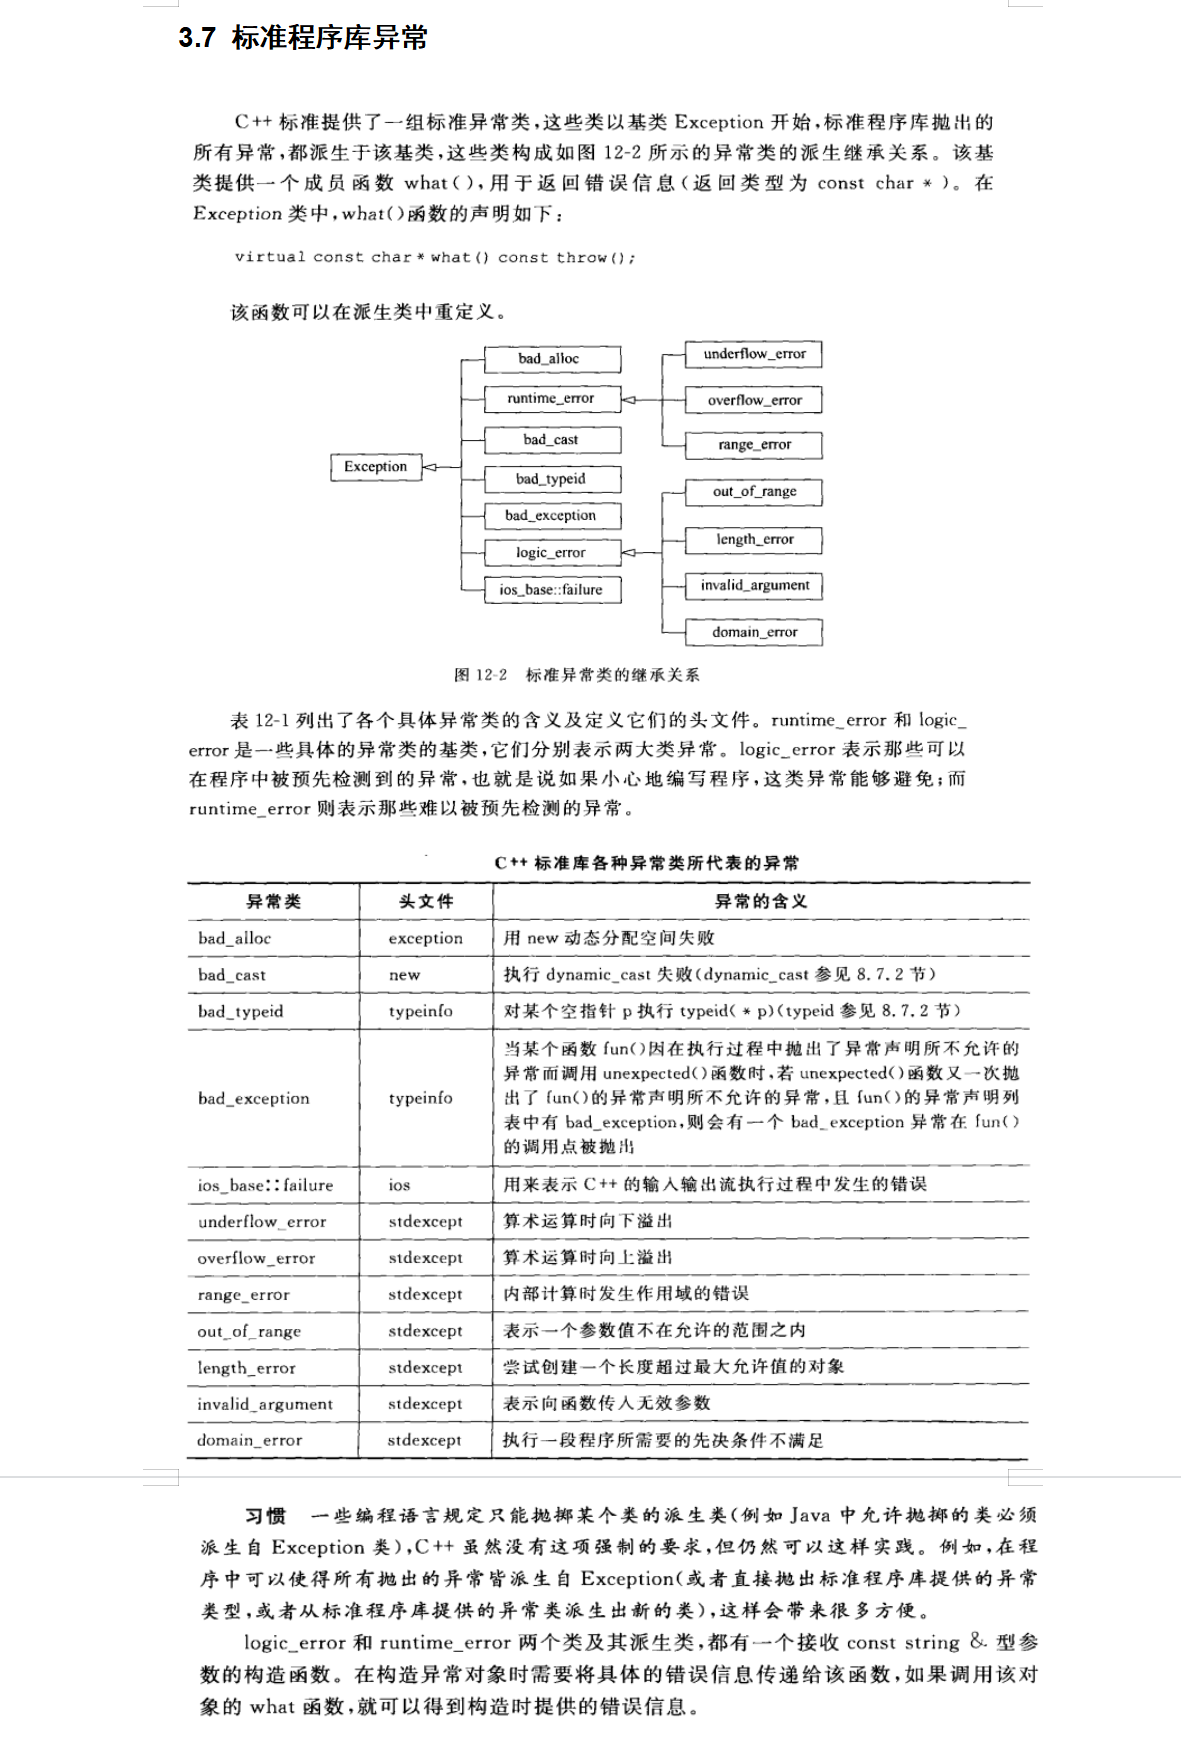 3.7 标准程序库异常
C++ 标准提供了一组标准异常类,这些类以基类 Exception 开始,标准程序库抛出的
所有异常,都派生于该基类,这些类构成如图 12-2 所示的异常类的派生继承关系。该基
类提供一个成员函数 what(),用于返回错误信息(返回类型为 const char * )。在
Exception 类中,what()函数的声明如下:
virtual const char * what () const throw ();
该函数可以在派生类中重定义。
bad_alloc
runtime_error
bad_cast
Exception
bad_typeid
bad_exception
logic_error
ios_base::failure
underflow_error
overflow_error
range_error
out_of_range
length_error
invalid_argument
domain_error
图 12-2 标准异常类的继承关系
表 12-1 列出了各个具体异常类的含义及定义它们的头文件。runtime_error 和 logic_
error 是一些具体的异常类的基类,它们分别表示两大类异常。logic_error 表示那些可以
在程序中被预先检测到的异常,也就是说如果小心地编写程序,这类异常能够避免;而
runtime_error 则表示那些难以被预先检测的异常。
C++ 标准库各种异常类所代表的异常
异常类 头文件 异常的含义
bad_alloc exception 用 new 动态分配空间失败
bad_cast new 执行 dynamic_cast 失败(dynamic_cast 参见 8.7.2 节)
bad_typeid typeinfo 对某个空指针 p 执行 typeid( * p)(typeid 参见 8.7.2 节)
bad_exception typeinfo 当某个函数 fun()因在执行过程中抛出了异常声明所不允许的
异常而调用 unexpected()函数时,若 unexpected()函数又一次抛
出了 fun()的异常声明所不允许的异常,且 fun()的异常声明列
表中有 bad_exception,则会有一个 bad_exception 异常在 fun()
的调用点被抛出
ios_base::failure ios 用来表示 C++ 的输入输出流执行过程中发生的错误
underflow_error stdexcept 算术运算时向下溢出
overflow_error stdexcept 算术运算时向上溢出
range_error stdexcept 内部计算时发生作用域的错误
out_of_range stdexcept 表示一个参数值不在允许的范围之内
length_error stdexcept 尝试创建一个长度超过最大允许值的对象
invalid_argument stdexcept 表示向函数传入无效参数
domain_error stdexcept 执行一段程序所需要的先决条件不满足
习惯 一些编程语言规定只能抛掷某个类的派生类(例如 Java 中允许抛掷的类必须
派生自 Exception 类),C++ 虽然没有这项强制的要求,但仍然可以这样实践。例如,在程
序中可以使得所有抛出的异常皆派生自 Exception(或者直接抛出标准程序库提供的异常
类型,或者从标准程序库提供的异常类派生出新的类),这样会带来很多方便。
logic_error 和 runtime_error 两个类及其派生类,都有一个接收 const string & 型参
数的构造函数。在构造异常对象时需要将具体的错误信息传递给该函数,如果调用该对
象的 what 函数,就可以得到构造时提供的错误信息。